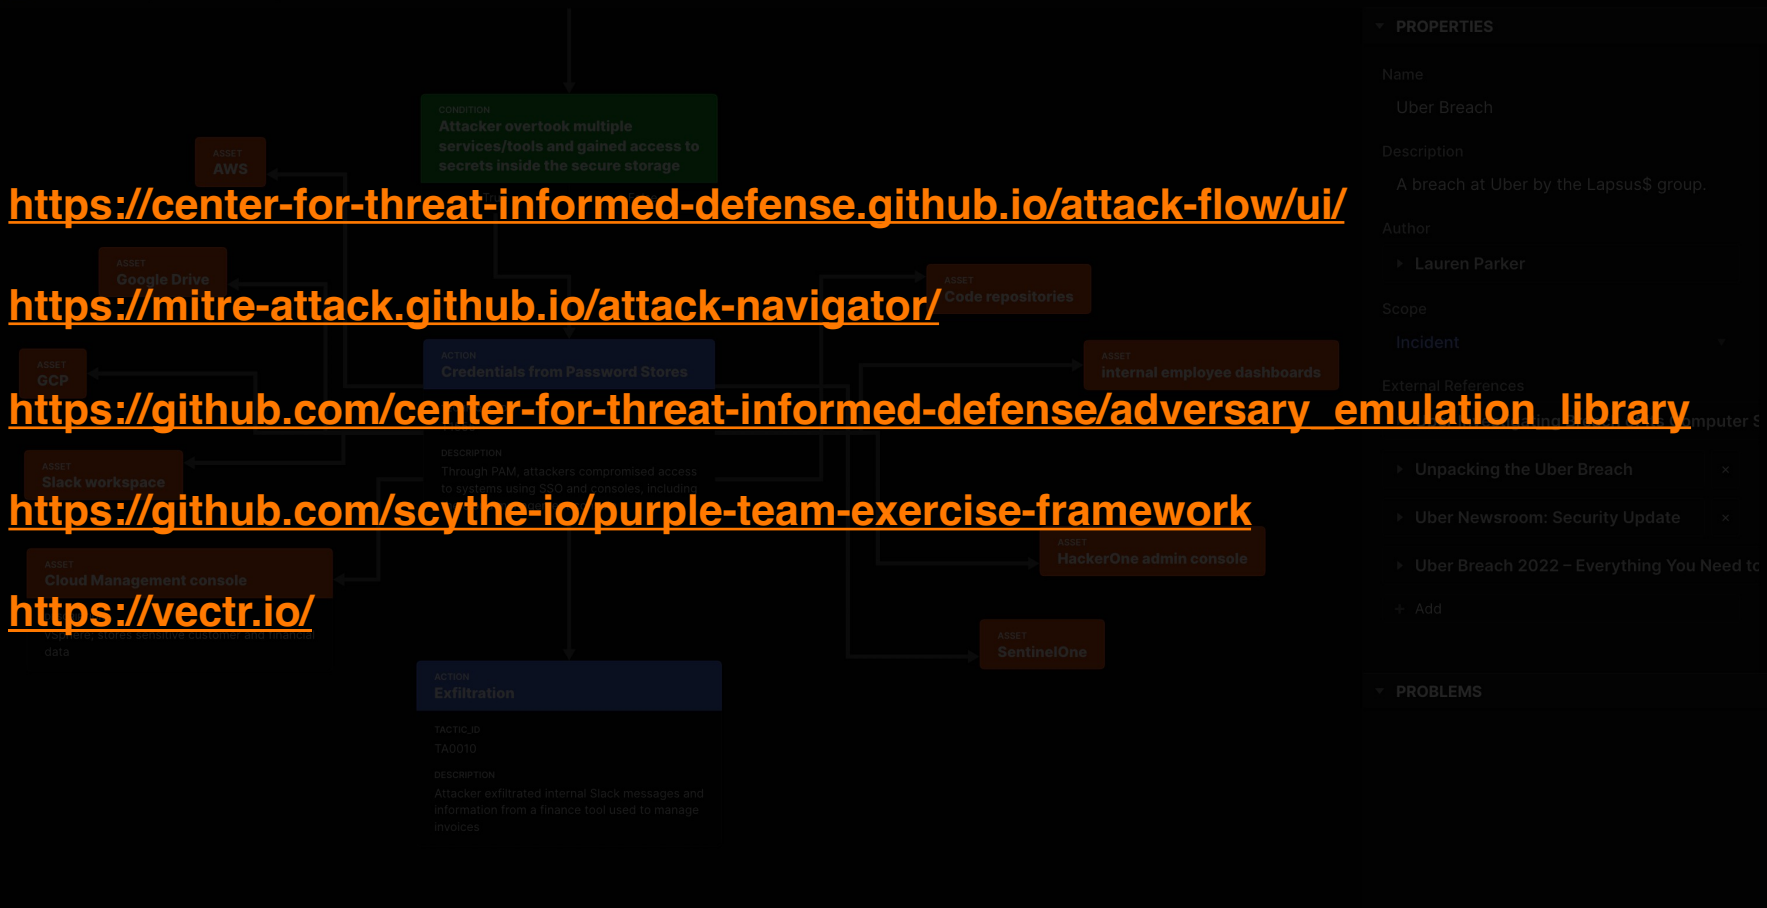 PROPERTIES
Name
Uber Breach
Description
A breach at Uber by the Lapsus$ group.
Author
Lauren Parker
Scope
Incident
External References
Computer S
Unpacking the Uber Breach
Uber Newsroom: Security Update
Uber Breach 2022 – Everything You Need to
Add
PROBLEMS
CONDITION
Attacker overtook multiple
services/tools and gained access to
secrets inside the secure storage
ASSET
AWS
https://center-for-threat-informed-defense.github.io/attack-flow/ui/
ASSET
Google Drive
ASSET
Code repositories
https://mitre-attack.github.io/attack-navigator/
ACTION
Credentials from Password Stores
ASSET
internal employee dashboards
ASSET
GCP
https://github.com/center-for-threat-informed-defense/adversary_emulation_library
DESCRIPTION
Through PAM, attackers compromised access
to systems using SSO and consoles, including
ASSET
Slack workspace
https://github.com/scythe-io/purple-team-exercise-framework
ASSET
HackerOne admin console
ASSET
Cloud Management console
https://vectr.io/
vSphere; stores sensitive customer and financial
data
ASSET
SentinelOne
ACTION
Exfiltration
TACTIC_ID
TA0010
DESCRIPTION
Attacker exfiltrated internal Slack messages and
information from a finance tool used to manage
invoices